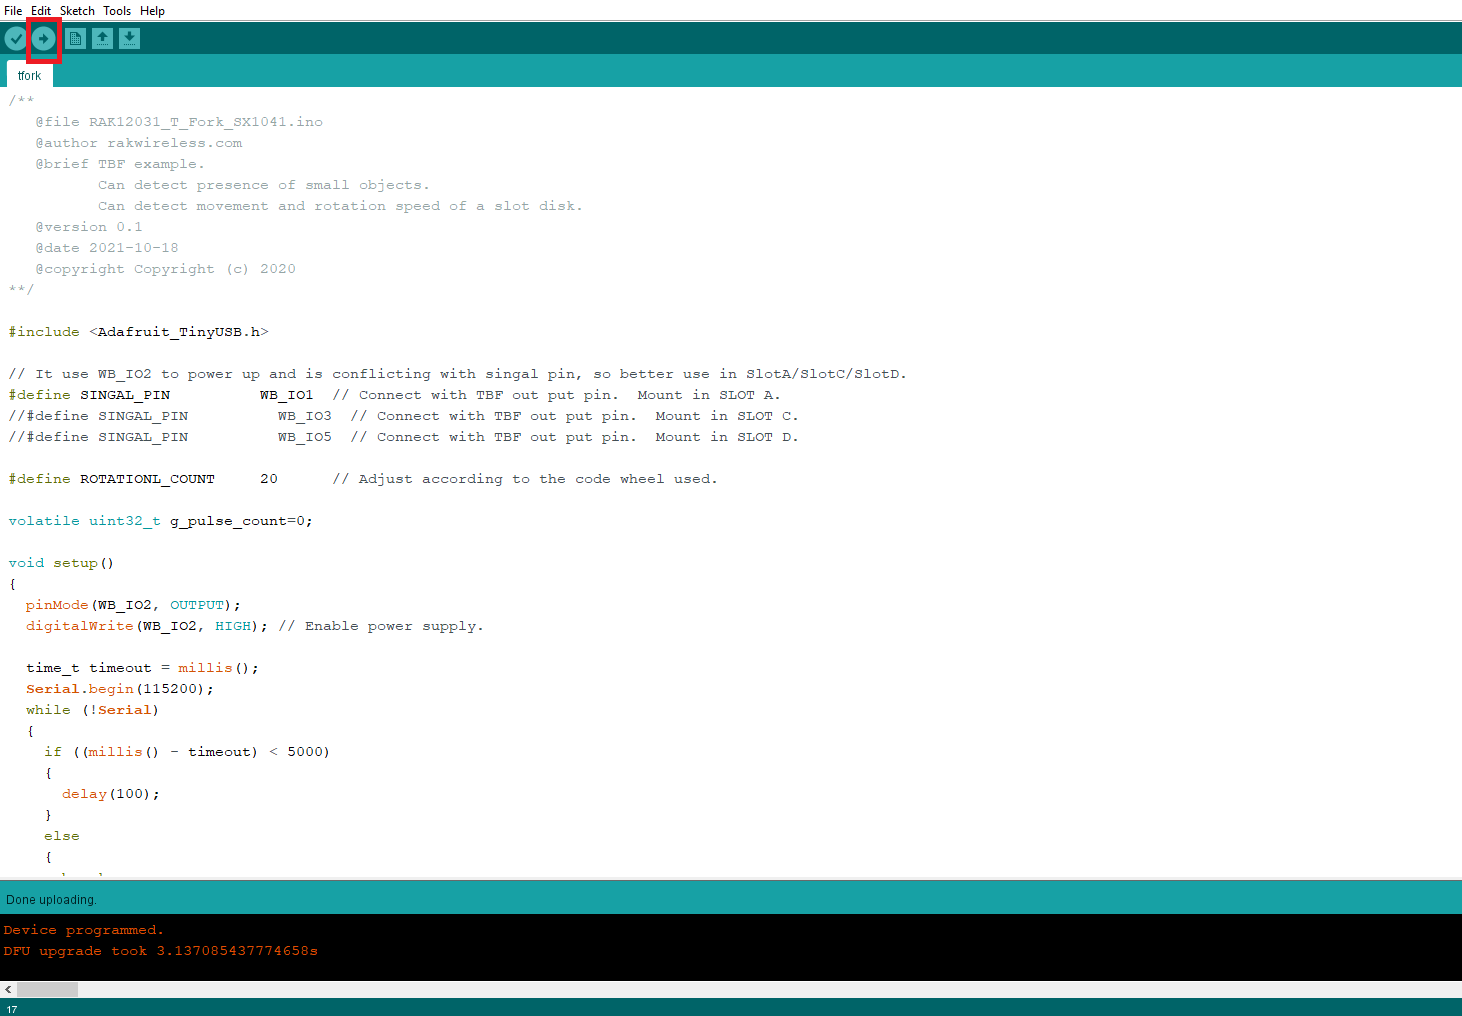 File Edit Sketch Tools Help
tfork
/**
   @file RAK12031_T_Fork_SX1041.ino
   @author rakwireless.com
   @brief TBF example.
          Can detect presence of small objects.
          Can detect movement and rotation speed of a slot disk.
   @version 0.1
   @date 2021-10-18
   @copyright Copyright (c) 2020
**/
#include <Adafruit_TinyUSB.h>
// It use WB_IO2 to power up and is conflicting with singal pin, so better use in SlotA/SlotC/SlotD.
#define SINGAL_PIN          WB_IO1  // Connect with TBF out put pin.  Mount in SLOT A.
//#define SINGAL_PIN          WB_IO3  // Connect with TBF out put pin.  Mount in SLOT C.
//#define SINGAL_PIN          WB_IO5  // Connect with TBF out put pin.  Mount in SLOT D.
#define ROTATIONL_COUNT     20      // Adjust according to the code wheel used.
volatile uint32_t g_pulse_count=0;
void setup()
{
  pinMode(WB_IO2, OUTPUT);
  digitalWrite(WB_IO2, HIGH); // Enable power supply.
  time_t timeout = millis();
  Serial.begin(115200);
  while (!Serial)
  {
    if ((millis() - timeout) < 5000)
    {
      delay(100);
    }
    else
    {
Done uploading.
Device programmed.
DFU upgrade took 3.137085437774658s
17